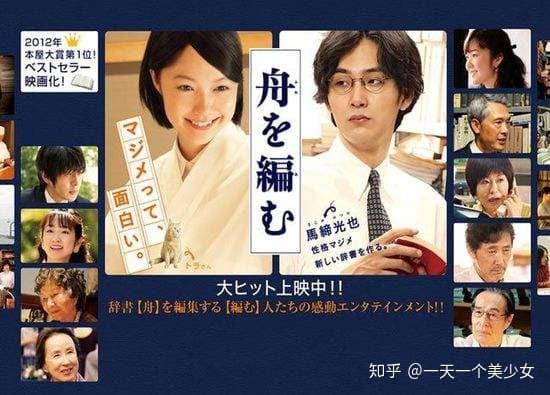 2012年
本屋大賞第1位!
ベストセラー
映画化!
マジメって、
面白い。
トラさん
舟を編む
馬締光也
性格マジメ
新しい辞書を作る。
大ヒット上映中!!
辞書【舟】を編集する【編む】人たちの感動エンタテインメント!!
知乎 @一天一个美少女